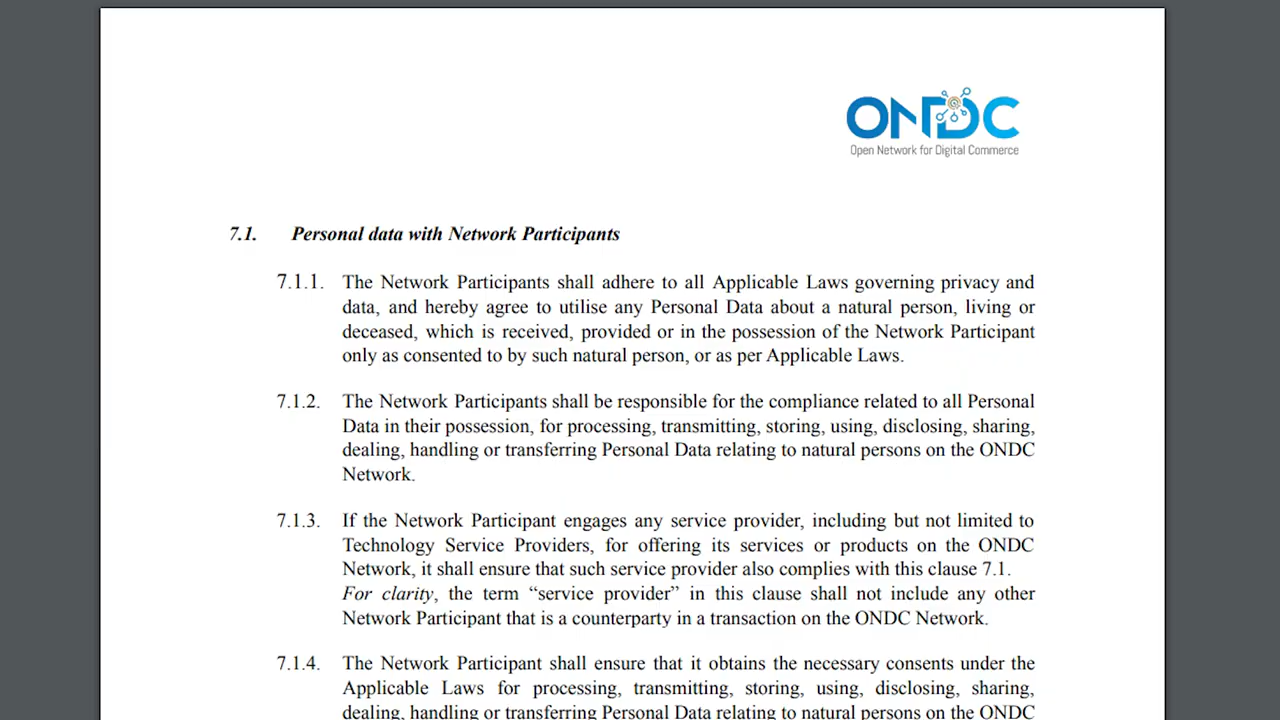 ONDC
Open Network for Digital Commerce
7.1. Personal data with Network Participants
7.1.1. The Network Participants shall adhere to all Applicable Laws governing privacy and
data, and hereby agree to utilise any Personal Data about a natural person, living or
deceased, which is received, provided or in the possession of the Network Participant
only as consented to by such natural person, or as per Applicable Laws.
7.1.2. The Network Participants shall be responsible for the compliance related to all Personal
Data in their possession, for processing, transmitting, storing, using, disclosing, sharing,
dealing, handling or transferring Personal Data relating to natural persons on the ONDC
Network.
7.1.3. If the Network Participant engages any service provider, including but not limited to
Technology Service Providers, for offering its services or products on the ONDC
Network, it shall ensure that such service provider also complies with this clause 7.1.
For clarity, the term “service provider” in this clause shall not include any other
Network Participant that is a counterparty in a transaction on the ONDC Network.
7.1.4. The Network Participant shall ensure that it obtains the necessary consents under the
Applicable Laws for processing, transmitting, storing, using, disclosing, sharing,
dealing, handling or transferring Personal Data relating to natural persons on the ONDC